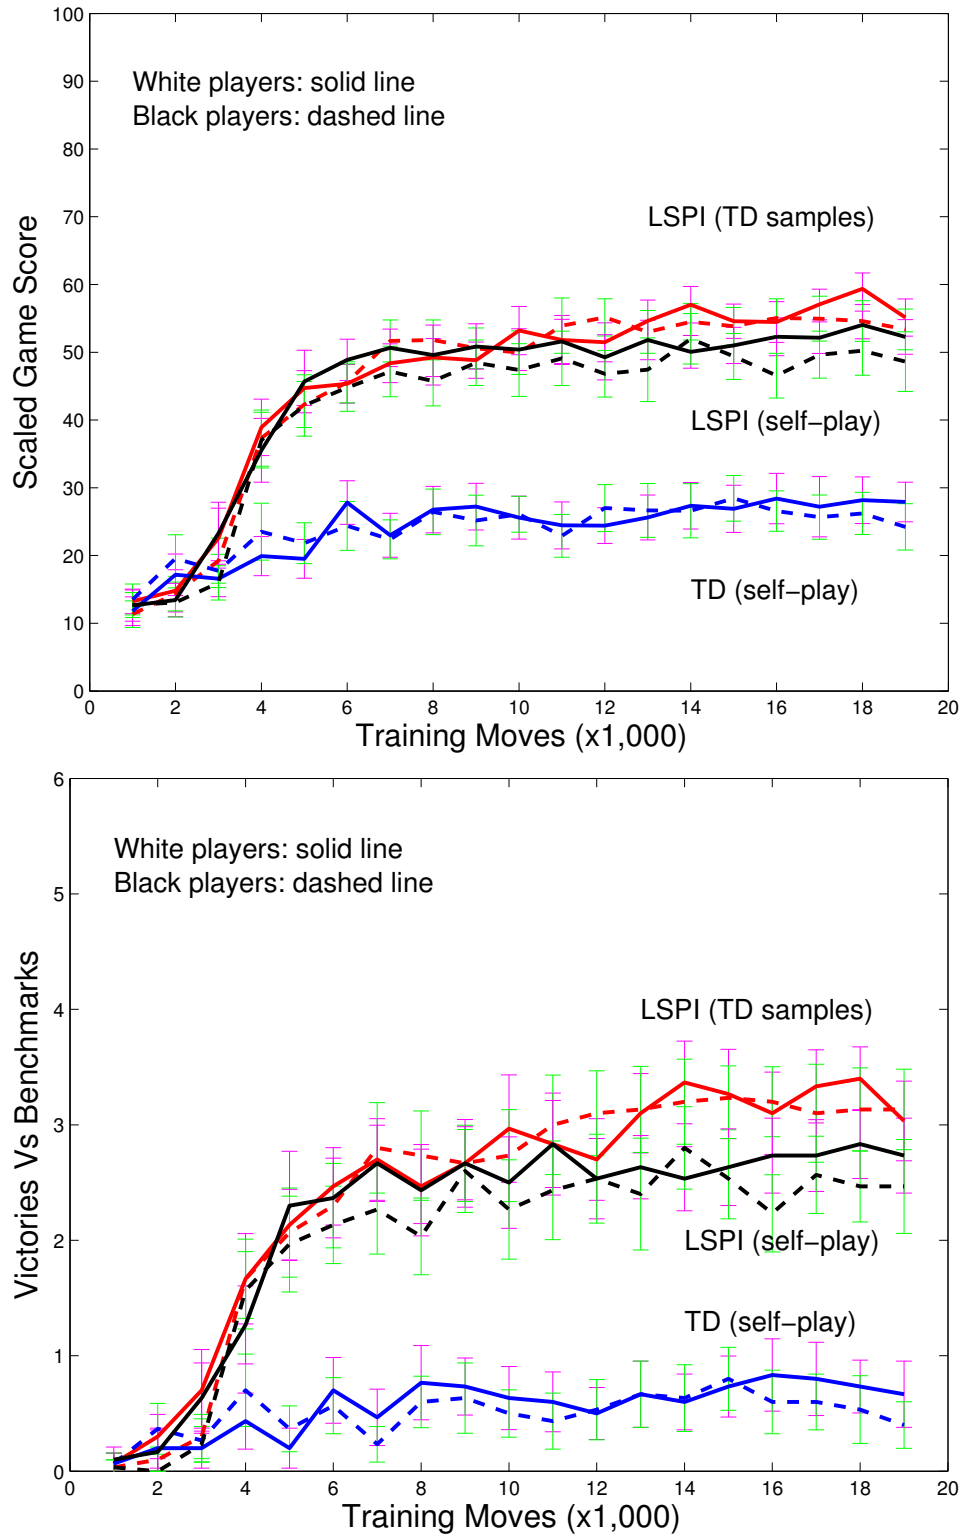 100
90
80
70
60
50
40
30
20
10
0
Scaled Game Score
White players: solid line
Black players: dashed line
LSPI (TD samples)
LSPI (self−play)
TD (self−play)
0 2 4 6 8 10 12 14 16 18 20
Training Moves (x1,000)
6
5
4
3
2
1
0
Victories Vs Benchmarks
White players: solid line
Black players: dashed line
LSPI (TD samples)
LSPI (self−play)
TD (self−play)
0 2 4 6 8 10 12 14 16 18 20
Training Moves (x1,000)